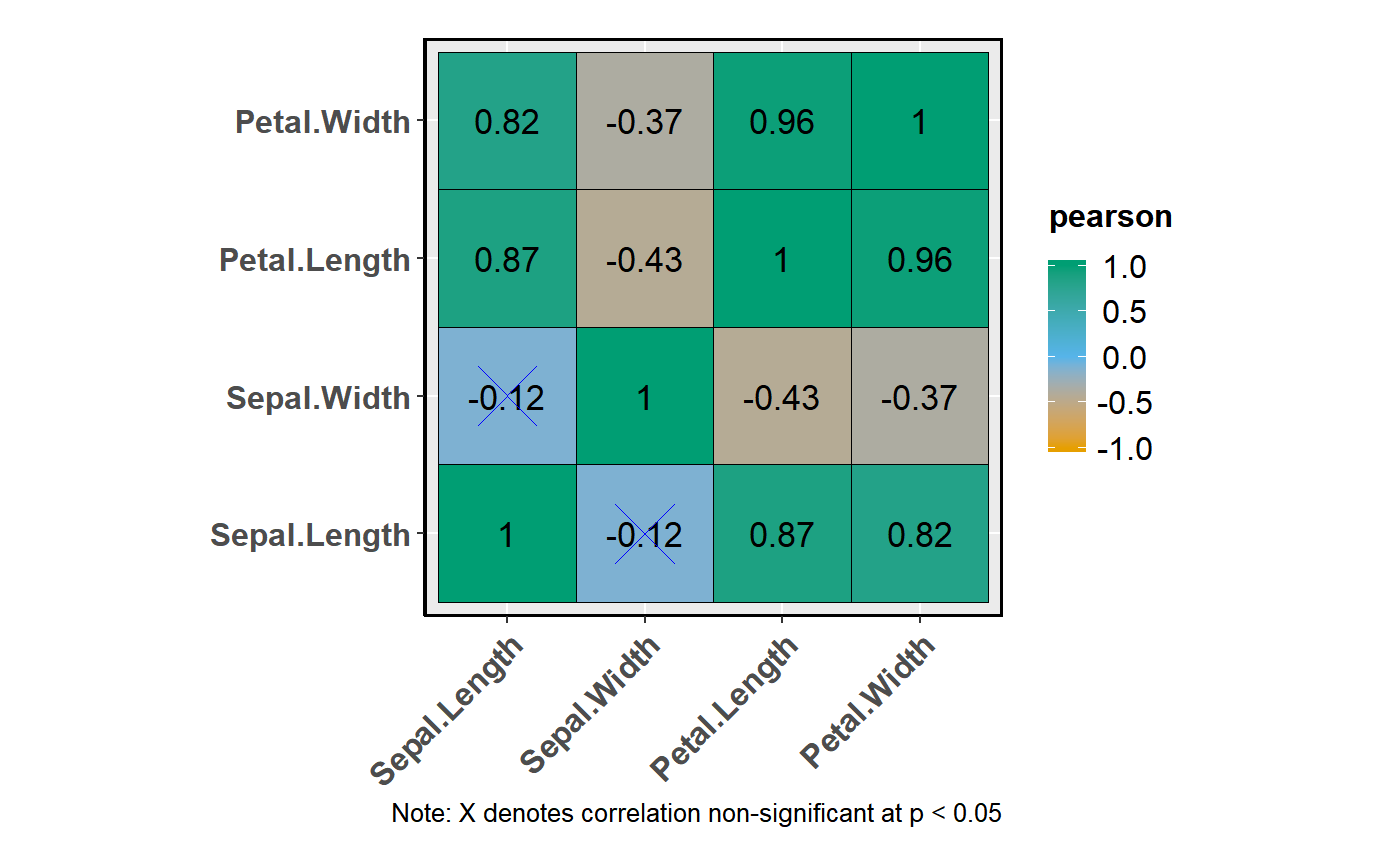 Petal.Width 0.82 -0.37 0.96 1
Petal.Length 0.87 -0.43 1 0.96
Sepal.Width -0.12 1 -0.43 -0.37
Sepal.Length 1 -0.12 0.87 0.82
Sepal.Length Sepal.Width Petal.Length Petal.Width
pearson
1.0
0.5
0.0
-0.5
-1.0
Note: X denotes correlation non-significant at p < 0.05